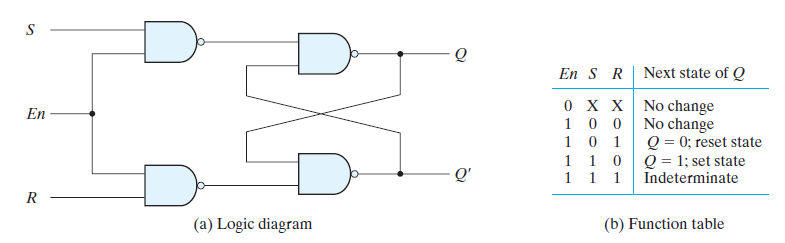 S
En
R
Q
Q'
(a) Logic diagram
En S R Next state of Q
0 X X No change
1 0 0 No change
1 0 1 Q = 0; reset state
1 1 0 Q = 1; set state
1 1 1 Indeterminate
(b) Function table